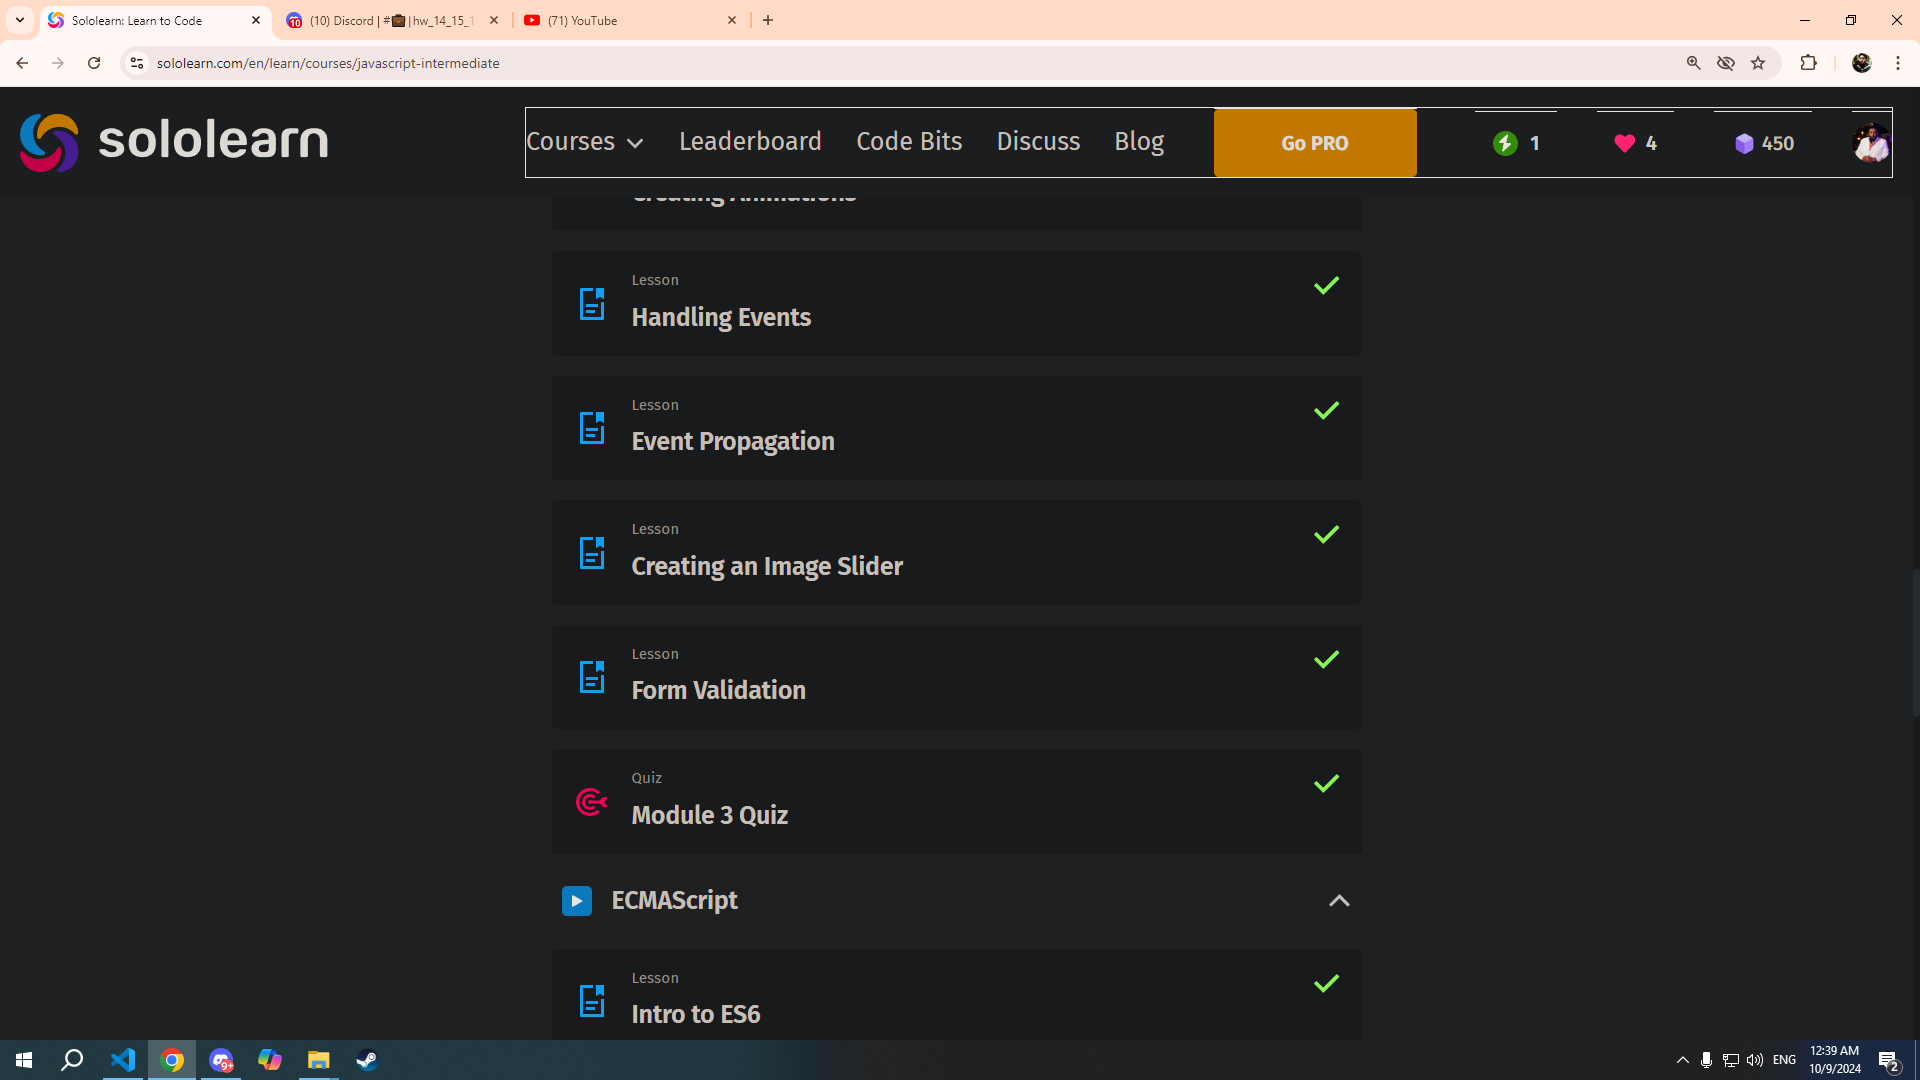 Sololearn: Learn to Code
(10) Discord | #💼|hw_14_15_1
(71) YouTube
sololearn.com/en/learn/courses/javascript-intermediate
sololearn
Courses
Leaderboard
Code Bits
Discuss
Blog
Go PRO
1
4
450
Creating Animations
Lesson
Handling Events
Lesson
Event Propagation
Lesson
Creating an Image Slider
Lesson
Form Validation
Quiz
Module 3 Quiz
ECMAScript
Lesson
Intro to ES6
9+
ENG
12:39 AM
10/9/2024
2